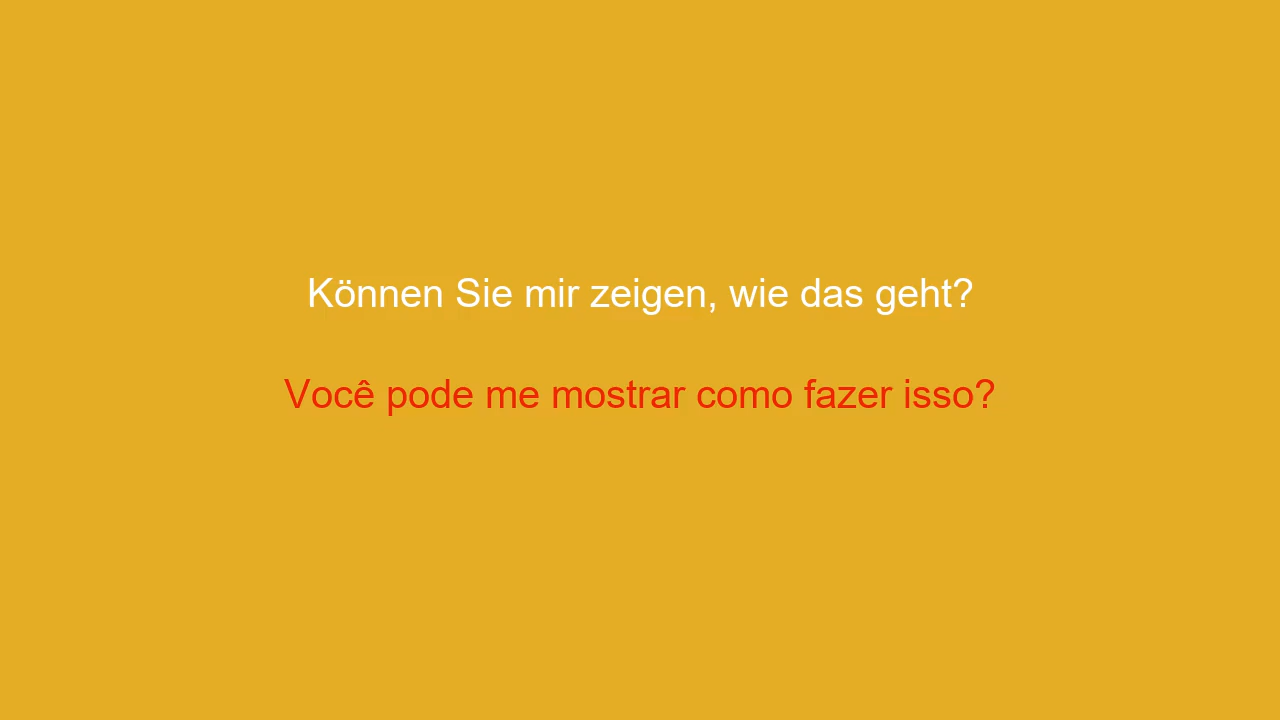 Können Sie mir zeigen, wie das geht?
Você pode me mostrar como fazer isso?